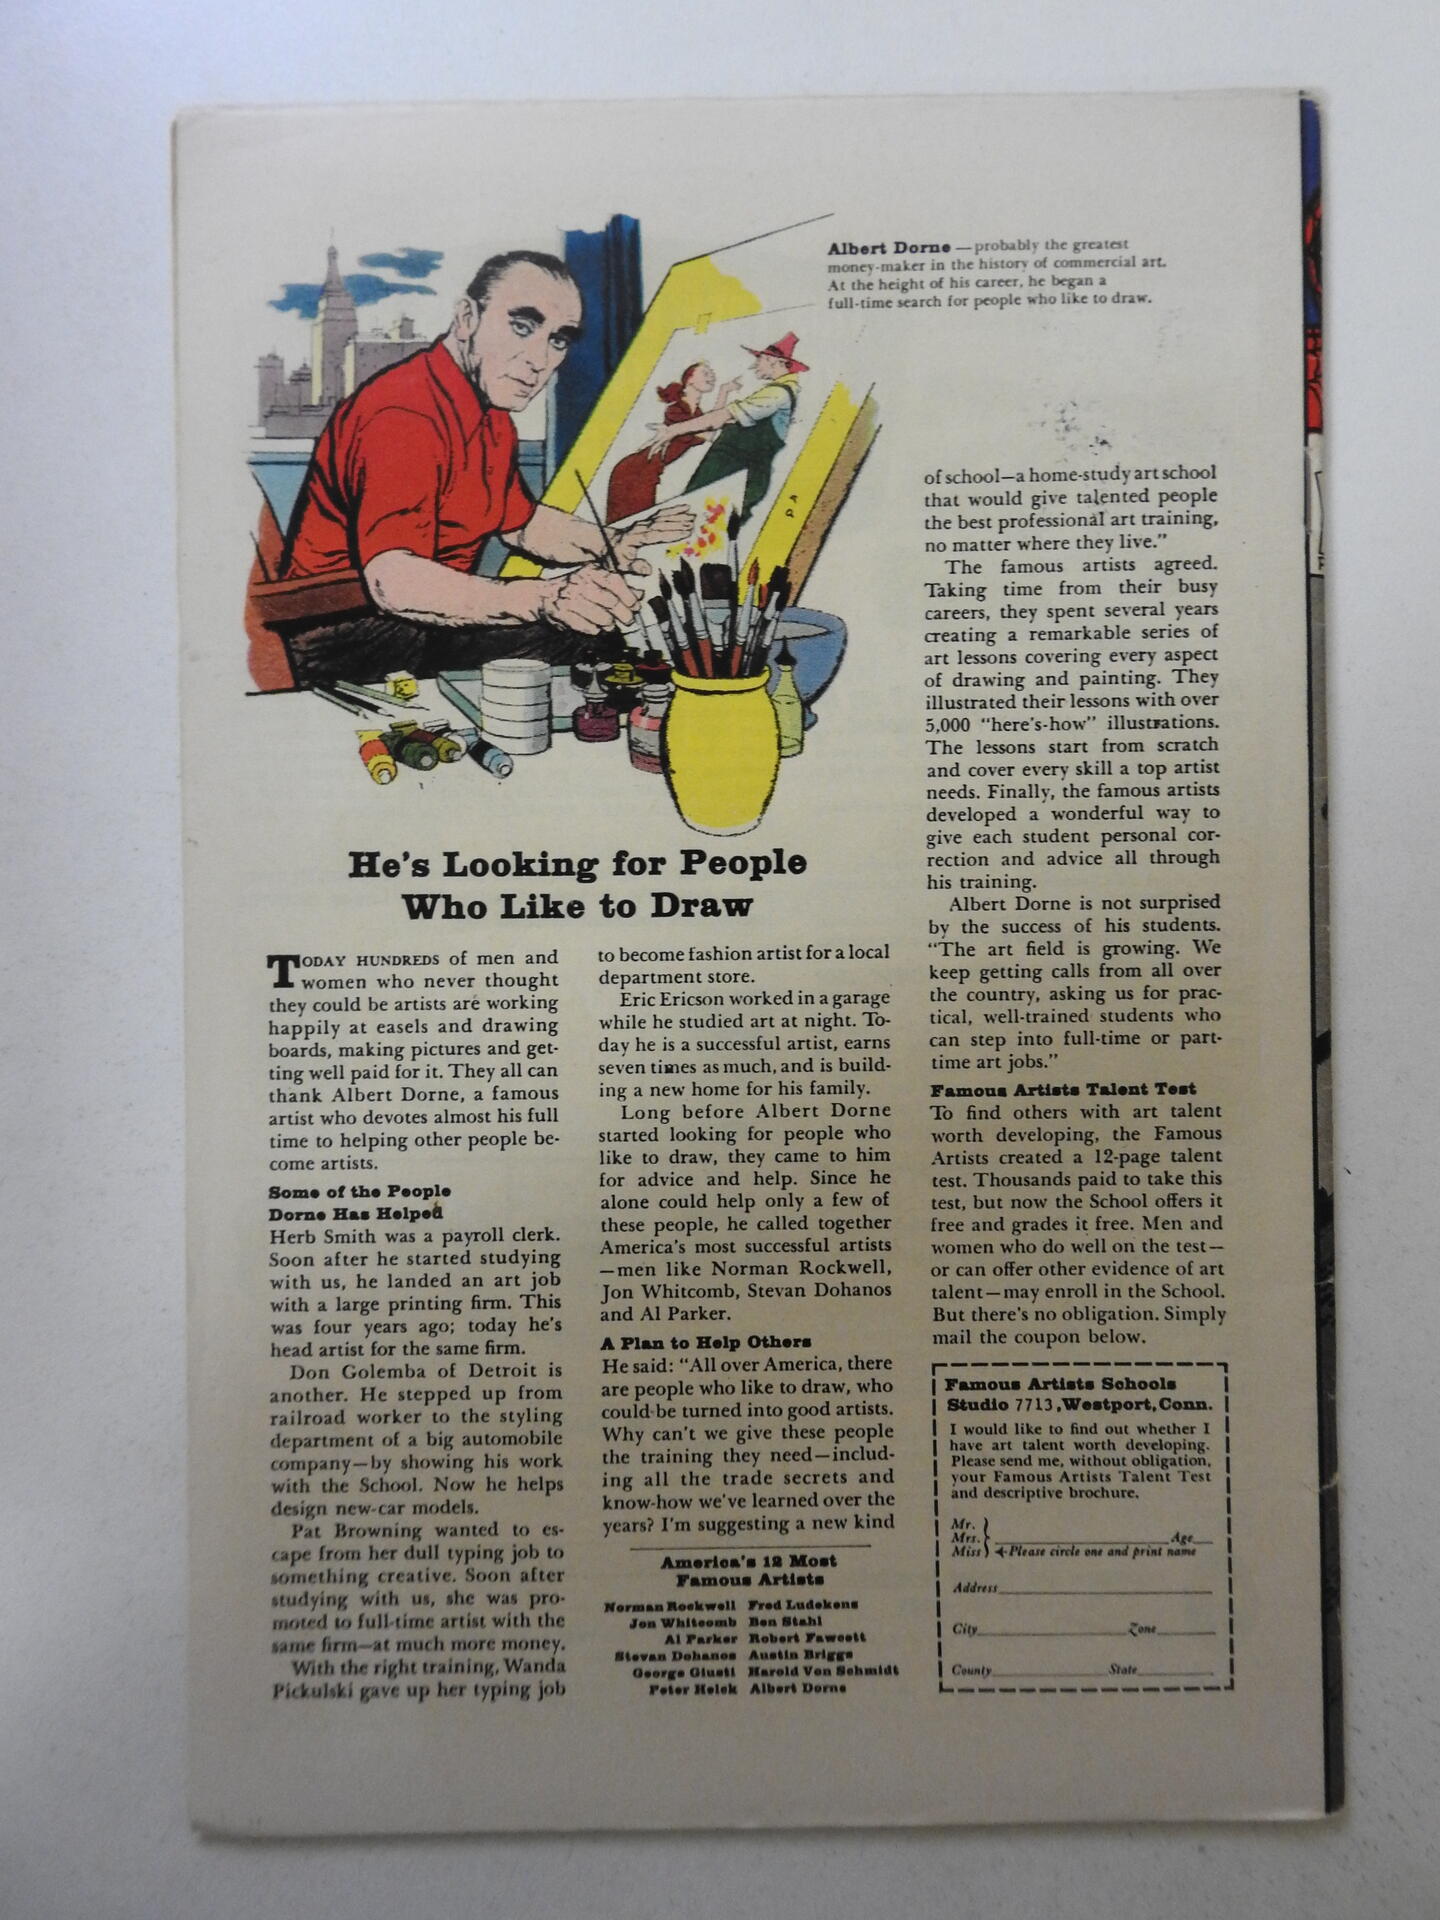 Albert Dorne — probably the greatest
money-maker in the history of commercial art.
At the height of his career, he began a
full-time search for people who like to draw.
He's Looking for People
Who Like to Draw
TODAY HUNDREDS of men and
women who never thought
they could be artists are working
happily at easels and drawing
boards, making pictures and get-
ting well paid for it. They all can
thank Albert Dorne, a famous
artist who devotes almost his full
time to helping other people be-
come artists.
Some of the People
Dorne Has Helped
Herb Smith was a payroll clerk.
Soon after he started studying
with us, he landed an art job
with a large printing firm. This
was four years ago; today he's
head artist for the same firm.
Don Golemba of Detroit is
another. He stepped up from
railroad worker to the styling
department of a big automobile
company—by showing his work
with the School. Now he helps
design new-car models.
Pat Browning wanted to es-
cape from her dull typing job to
something creative. Soon after
studying with us, she was pro-
moted to full-time artist with the
same firm—at much more money.
With the right training, Wanda
Pickulski gave up her typing job
to become fashion artist for a local
department store.
Eric Ericson worked in a garage
while he studied art at night. To-
day he is a successful artist, earns
seven times as much, and is build-
ing a new home for his family.
Long before Albert Dorne
started looking for people who
like to draw, they came to him
for advice and help. Since he
alone could help only a few of
these people, he called together
America's most successful artists
—men like Norman Rockwell,
Jon Whitcomb, Stevan Dohanos
and Al Parker.
A Plan to Help Others
He said: "All over America, there
are people who like to draw, who
could be turned into good artists.
Why can't we give these people
the training they need—includ-
ing all the trade secrets and
know-how we've learned over the
years? I'm suggesting a new kind
America's 12 Most
Famous Artists
Norman Rockwell Fred Ludekens
Jon Whitcomb Ben Stahl
Al Parker Robert Fawcett
Stevan Dohanos Austin Briggs
George Giusti Harold Von Schmidt
Peter Helck Albert Dorne
of school—a home-study art school
that would give talented people
the best professional art training,
no matter where they live."
The famous artists agreed.
Taking time from their busy
careers, they spent several years
creating a remarkable series of
art lessons covering every aspect
of drawing and painting. They
illustrated their lessons with over
5,000 "here's-how" illustrations.
The lessons start from scratch
and cover every skill a top artist
needs. Finally, the famous artists
developed a wonderful way to
give each student personal cor-
rection and advice all through
his training.
Albert Dorne is not surprised
by the success of his students.
"The art field is growing. We
keep getting calls from all over
the country, asking us for prac-
tical, well-trained students who
can step into full-time or part-
time art jobs."
Famous Artists Talent Test
To find others with art talent
worth developing, the Famous
Artists created a 12-page talent
test. Thousands paid to take this
test, but now the School offers it
free and grades it free. Men and
women who do well on the test—
or can offer other evidence of art
talent—may enroll in the School.
But there's no obligation. Simply
mail the coupon below.
Famous Artists Schools
Studio 7713, Westport, Conn.
I would like to find out whether I
have art talent worth developing.
Please send me, without obligation,
your Famous Artists Talent Test
and descriptive brochure.
Mr.
Mrs. Age
Miss Please circle one and print name
Address
City Zone
County State